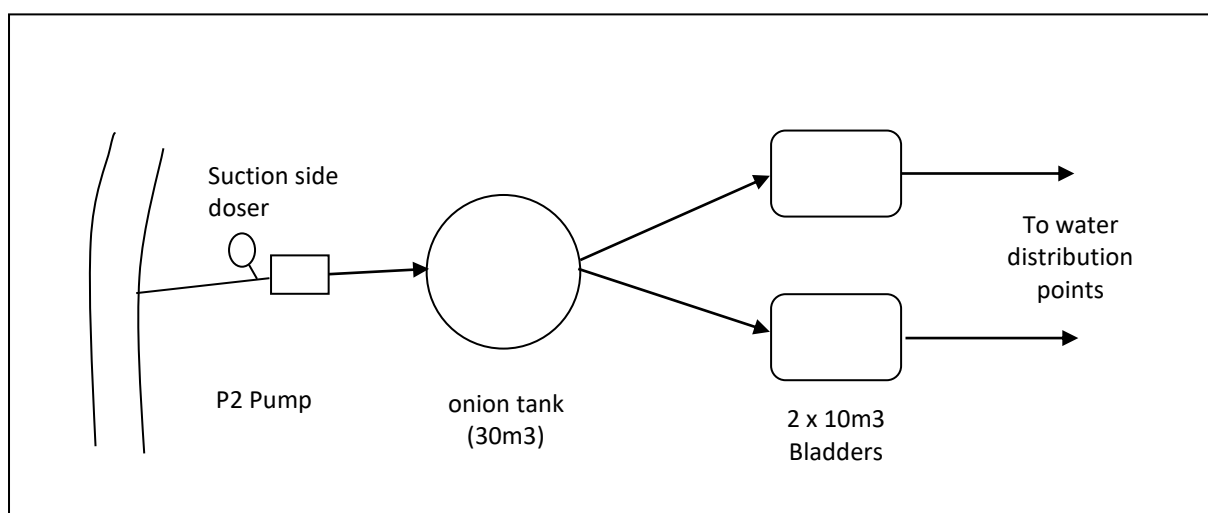 Suction side
doser
To water
distribution
points
P2 Pump
onion tank
(30m3)
2 x 10m3
Bladders